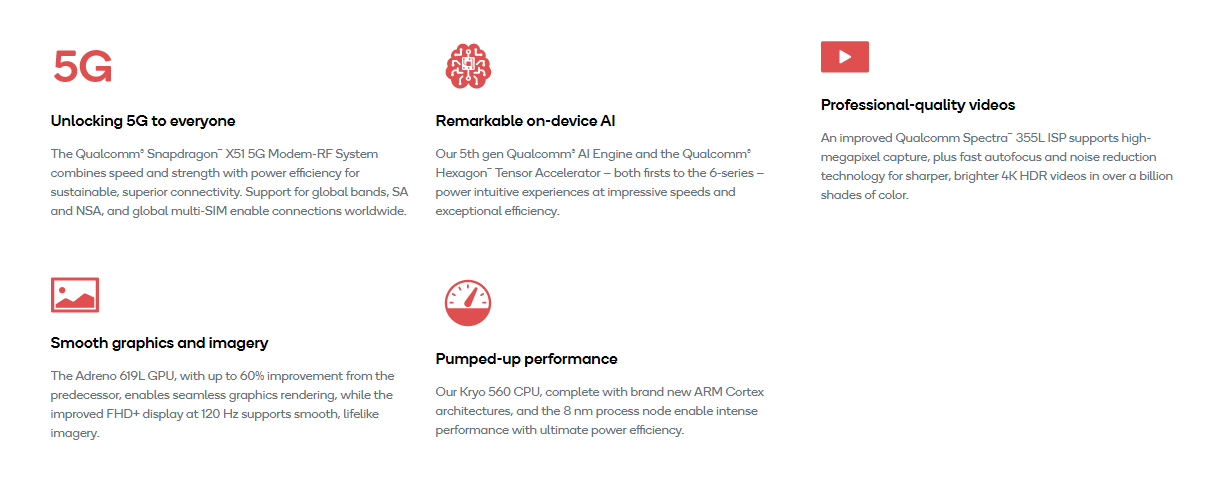 5G
Unlocking 5G to everyone
The Qualcomm® Snapdragon™ X51 5G Modem-RF System
combines speed and strength with power efficiency for
sustainable, superior connectivity. Support for global bands, SA
and NSA, and global multi-SIM enable connections worldwide.
Remarkable on-device AI
Our 5th gen Qualcomm® AI Engine and the Qualcomm®
Hexagon™ Tensor Accelerator – both firsts to the 6-series –
power intuitive experiences at impressive speeds and
exceptional efficiency.
Professional-quality videos
An improved Qualcomm Spectra™ 355L ISP supports high-
megapixel capture, plus fast autofocus and noise reduction
technology for sharper, brighter 4K HDR videos in over a billion
shades of color.
Smooth graphics and imagery
The Adreno 619L GPU, with up to 60% improvement from the
predecessor, enables seamless graphics rendering, while the
improved FHD+ display at 120 Hz supports smooth, lifelike
imagery.
Pumped-up performance
Our Kryo 560 CPU, complete with brand new ARM Cortex
architectures, and the 8 nm process node enable intense
performance with ultimate power efficiency.